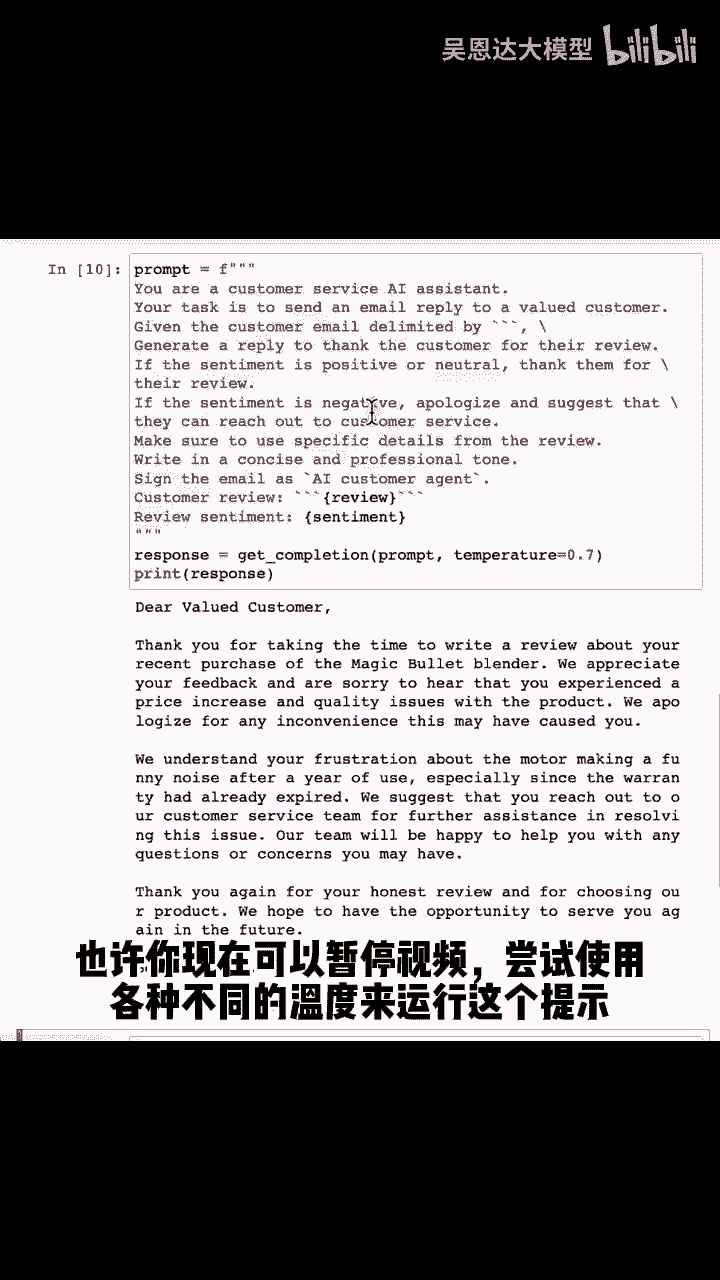 吴恩达大模型 bilibili
In [10]: prompt = f"""
You are a customer service AI assistant.
Your task is to send an email reply to a valued customer.
Given the customer email delimited by ```, \
Generate a reply to thank the customer for their review.
If the sentiment is positive or neutral, thank them for \
their review.
If the sentiment is negative, apologize and suggest that \
they can reach out to customer service.
Make sure to use specific details from the review.
Write in a concise and professional tone.
Sign the email as `AI customer agent`.
Customer review: ```{review}```
Review sentiment: {sentiment}
"""
response = get_completion(prompt, temperature=0.7)
print(response)
Dear Valued Customer,
Thank you for taking the time to write a review about your
recent purchase of the Magic Bullet blender. We appreciate
your feedback and are sorry to hear that you experienced a
price increase and quality issues with the product. We apo
logize for any inconvenience this may have caused you.
We understand your frustration about the motor making a fu
nny noise after a year of use, especially since the warran
ty had already expired. We suggest that you reach out to o
ur customer service team for further assistance in resolvi
ng this issue. Our team will be happy to help you with any
questions or concerns you may have.
Thank you again for your honest review and for choosing ou
r product. We hope to have the opportunity to serve you ag
ain in the future.
也许你现在可以暂停视频，尝试使用
各种不同的溫度来运行这个提示